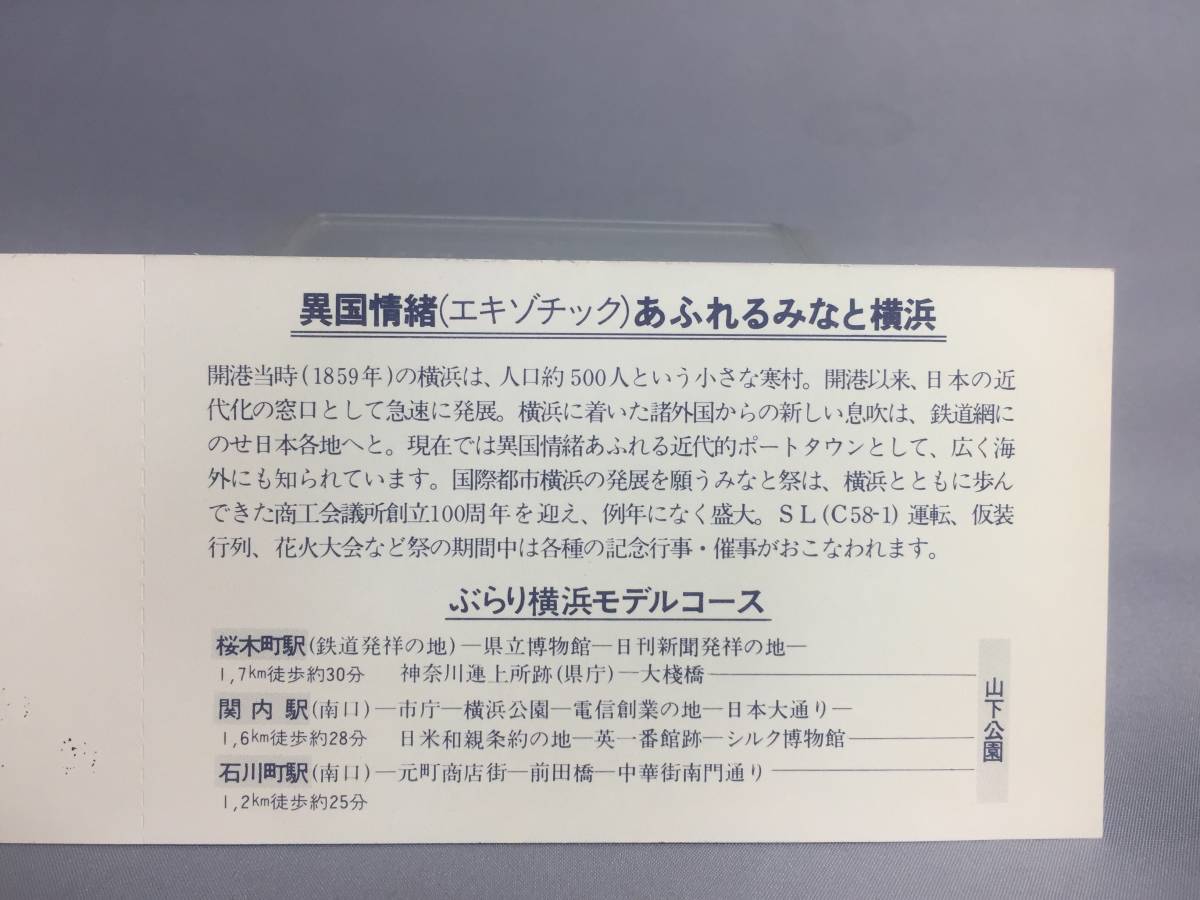 異国情緒(エキゾチック)あふれるみなと横浜
開港当時(1859年)の横浜は、人口約500人という小さな寒村。開港以来、日本の近
代化の窓口として急速に発展。横浜に着いた諸外国からの新しい息吹は、鉄道網に
のせ日本各地へと。現在では異国情緒あふれる近代的ポートタウンとして、広く海
外にも知られています。国際都市横浜の発展を願うみなと祭は、横浜とともに歩ん
できた商工会議所創立100周年を迎え、例年になく盛大。SL(C58-1)運転、仮装
行列、花火大会など祭の期間中は各種の記念行事・催事がおこなわれます。
ぶらり横浜モデルコース
桜木町駅(鉄道発祥の地)―県立博物館―日刊新聞発祥の地―
1,7km徒歩約30分 神奈川運上所跡(県庁)―大棧橋―
関内駅(南口)―市庁―横浜公園―電信創業の地―日本大通り―
1,6km徒歩約28分 日米和親条約の地―英一番館跡―シルク博物館―
石川町駅(南口)―元町商店街―前田橋―中華街南門通り―
1,2km徒歩約25分
山下公園